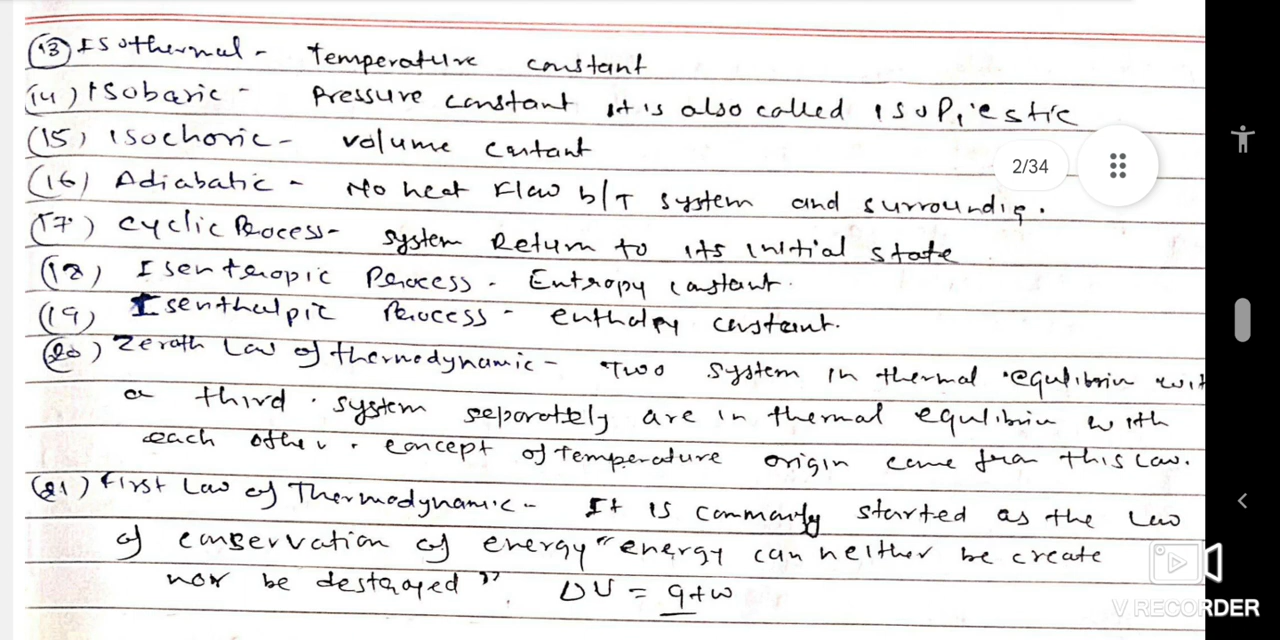 (13) Isothermal - Temperature constant
(14) Isobaric - Pressure constant It is also called Isopiestic
(15) Isochoric - volume constant
2/34
(16) Adiabatic - No heat Flow b/T system and surroundig.
(17) Cyclic Process - system Return to its initial state
(18) Isentropic Process - Entropy constant.
(19) Isenthalpic Process - enthalpy constant.
(20) Zeroth Law of thermodynamic - Two system in thermal equlibrium wit
a third system seperately are in thermal equlibrium with
each other. concept of temperature origin came from this Law.
(21) First Law of Thermodynamic - It is commonly started as the Law
of conservation of energy "energy can neither be create
nor be destroyed" ΔU = q+w
V RECORDER